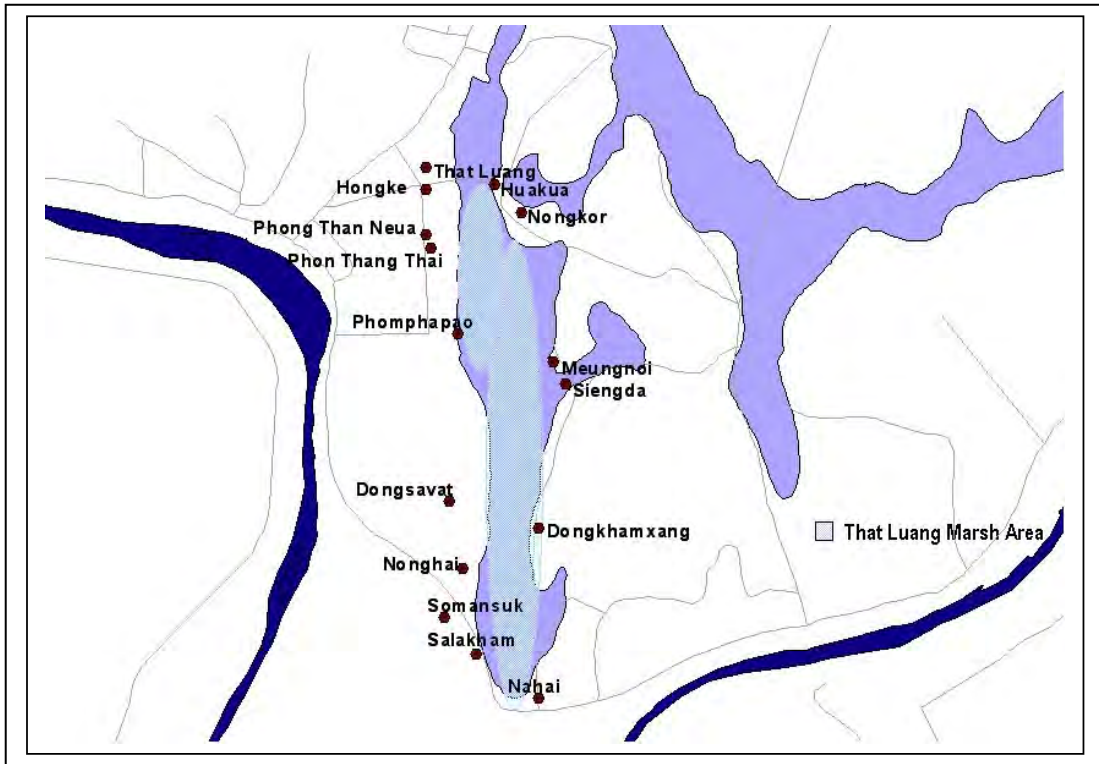 That Luang
Hongke
Huakua
Nongkor
Phong Than Neua
Phon Thang Thai
Phomphapao
Meungnoi
Siengda
Dongsavat
Dongkhamxang
That Luang Marsh Area
Nonghai
Somansuk
Salakham
Nahai